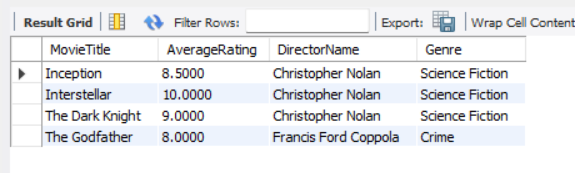 Result Grid Filter Rows: Export: Wrap Cell Content
MovieTitle AverageRating DirectorName Genre
Inception 8.5000 Christopher Nolan Science Fiction
Interstellar 10.0000 Christopher Nolan Science Fiction
The Dark Knight 9.0000 Christopher Nolan Science Fiction
The Godfather 8.0000 Francis Ford Coppola Crime